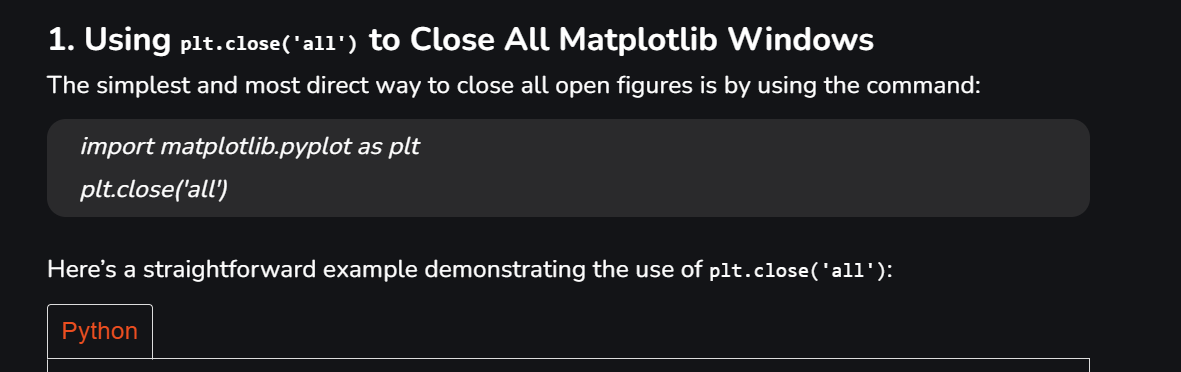 1. Using plt.close('all') to Close All Matplotlib Windows
The simplest and most direct way to close all open figures is by using the command:
import matplotlib.pyplot as plt
plt.close('all')
Here’s a straightforward example demonstrating the use of plt.close('all'):
Python